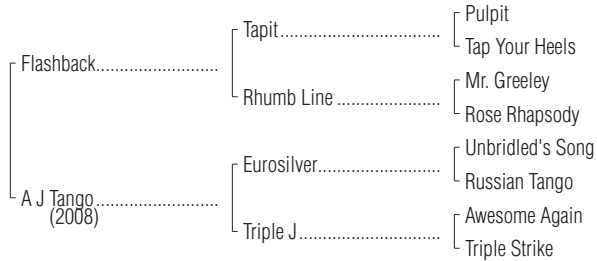 Pulpit
Tapit
Tap Your Heels
Flashback
Mr. Greeley
Rhumb Line
Rose Rhapsody
Unbridled's Song
Eurosilver
Russian Tango
A J Tango
(2008)
Awesome Again
Triple J
Triple Strike